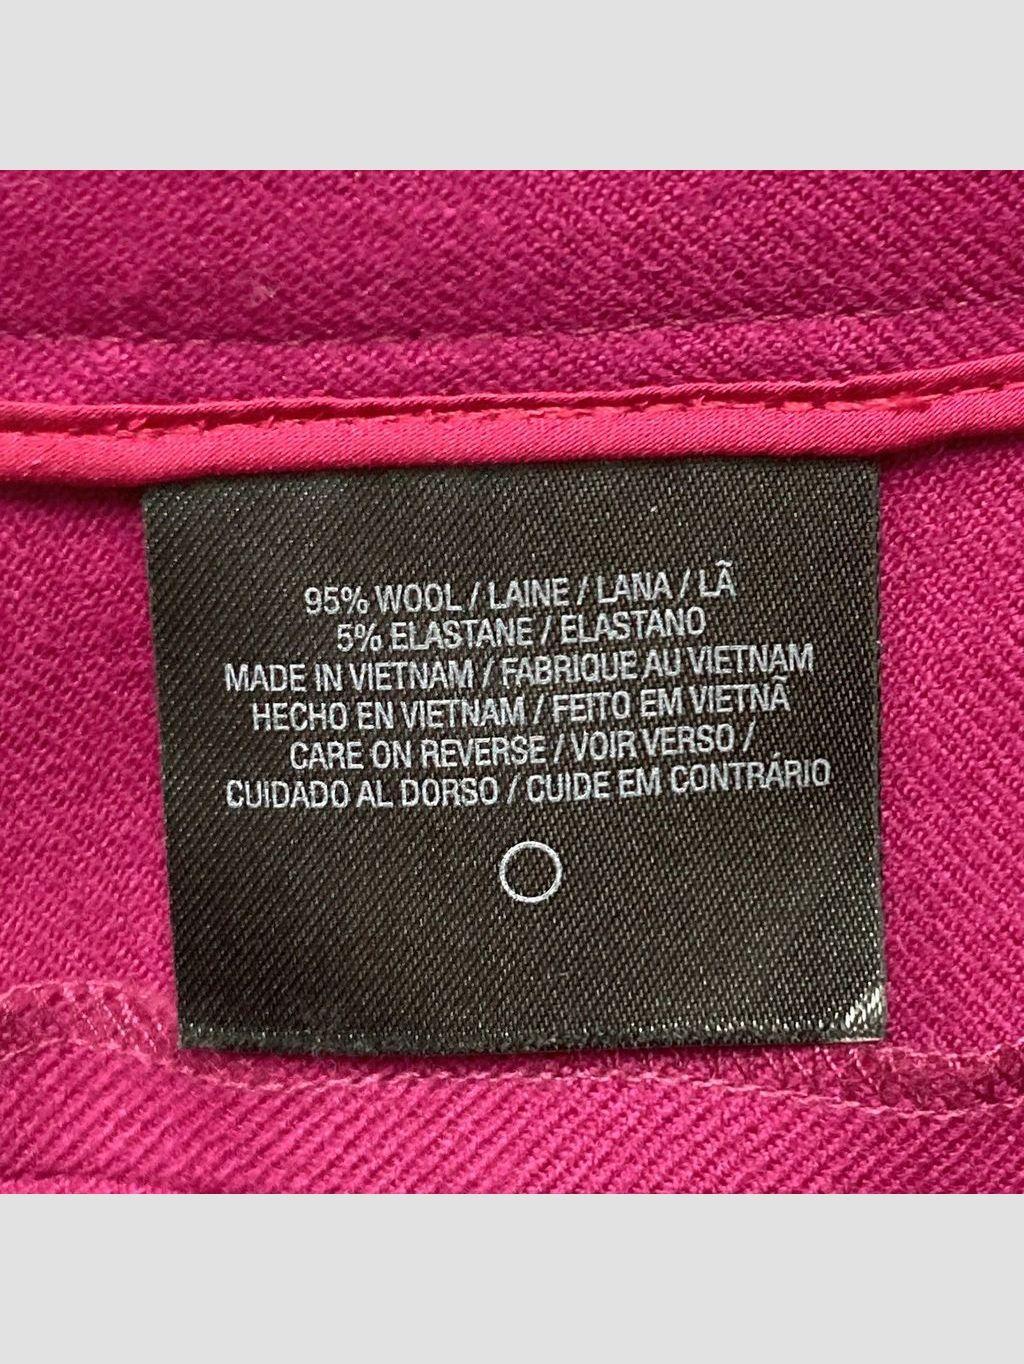 95% WOOL / LAINE / LANA / LÃ
5% ELASTANE / ELASTANO
MADE IN VIETNAM / FABRIQUE AU VIETNAM
HECHO EN VIETNAM / FEITO EM VIETNÃ
CARE ON REVERSE / VOIR VERSO /
CUIDADO AL DORSO / CUIDE EM CONTRÁRIO